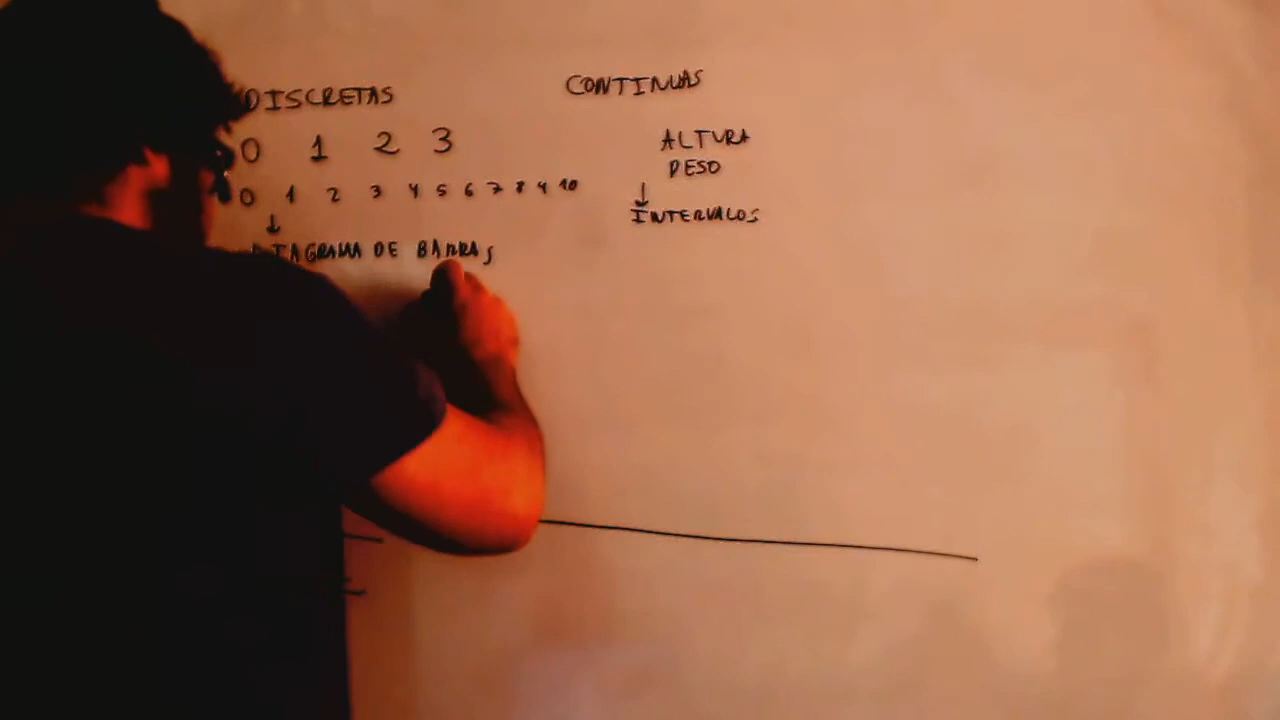 DISCRETAS
0 1 2 3
0 1 2 3 4 5 6 7 8 9 10
↓
DIAGRAMA DE BARRAS
CONTINUAS
ALTURA
PESO
↓
INTERVALOS